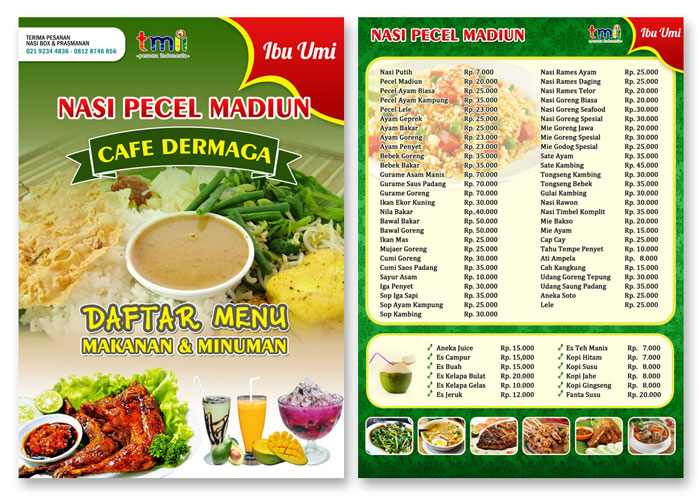 TERIMA PESANAN
NASI BOX & PRASMANAN
021 9234 4836 - 0812 8746 856
tmii
pesona indonesia
Ibu Umi
NASI PECEL MADIUN
CAFE DERMAGA
DAFTAR MENU
MAKANAN & MINUMAN
NASI PECEL MADIUN
tmii
pesona indonesia
Ibu Umi
Nasi Putih Rp. 7.000
Pecel Madiun Rp. 20.000
Pecel Ayam Biasa Rp. 25.000
Pecel Ayam Kampung Rp. 35.000
Pecel Lele Rp. 23.000
Ayam Geprek Rp. 25.000
Ayam Bakar Rp. 25.000
Ayam Goreng Rp. 23.000
Ayam Penyet Rp. 23.000
Bebek Goreng Rp. 35.000
Bebek Bakar Rp. 35.000
Gurame Asam Manis Rp. 70.000
Gurame Saus Padang Rp. 70.000
Gurame Goreng Rp. 70.000
Ikan Ekor Kuning Rp. 30.000
Nila Bakar Rp.40.000
Bawal Bakar Rp. 50.000
Bawal Goreng Rp. 50.000
Ikan Mas Rp. 25.000
Mujaer Goreng Rp. 25.000
Cumi Goreng Rp. 30.000
Cumi Saos Padang Rp. 35.000
Sayur Asam Rp. 10.000
Iga Penyet Rp. 30.000
Sop Iga Sapi Rp. 35.000
Sop Ayam Kampung Rp. 25.000
Sop Kambing Rp. 30.000
Nasi Rames Ayam Rp. 25.000
Nasi Rames Daging Rp. 25.000
Nasi Rames Telor Rp. 20.000
Nasi Goreng Biasa Rp. 20.000
Nasi Goreng Seafood Rp. 30.000
Nasi Goreng Spesial Rp. 30.000
Mie Goreng Jawa Rp. 20.000
Mie Goreng Spesial Rp. 30.000
Mie Godog Spesial Rp. 25.000
Sate Ayam Rp. 35.000
Sate Kambing Rp. 45.000
Tongseng Kambing Rp. 30.000
Tongseng Bebek Rp. 35.000
Gulai Kambing Rp. 30.000
Nasi Rawon Rp. 30.000
Nasi Timbel Komplit Rp. 35.000
Mie Bakso Rp. 20.000
Mie Ayam Rp. 15.000
Cap Cay Rp. 25.000
Tahu Tempe Penyet Rp. 10.000
Ati Ampela Rp. 8.000
Cah Kangkung Rp. 15.000
Udang Goreng Tepung Rp. 30.000
Udang Saung Padang Rp. 35.000
Aneka Soto Rp. 25.000
Lele Rp. 25.000
Aneka Juice Rp. 15.000
Es Campur Rp. 15,000
Es Buah Rp. 15.000
Es Kelapa Bulat Rp. 20.000
Es Kelapa Gelas Rp. 10.000
Es Jeruk Rp. 12.000
Es Teh Manis Rp. 7.000
Kopi Hitam Rp. 7.000
Kopi Susu Rp. 8.000
Kopi Jahe Rp. 8.000
Kopi Gingseng Rp. 8.000
Fanta Susu Rp. 20.000